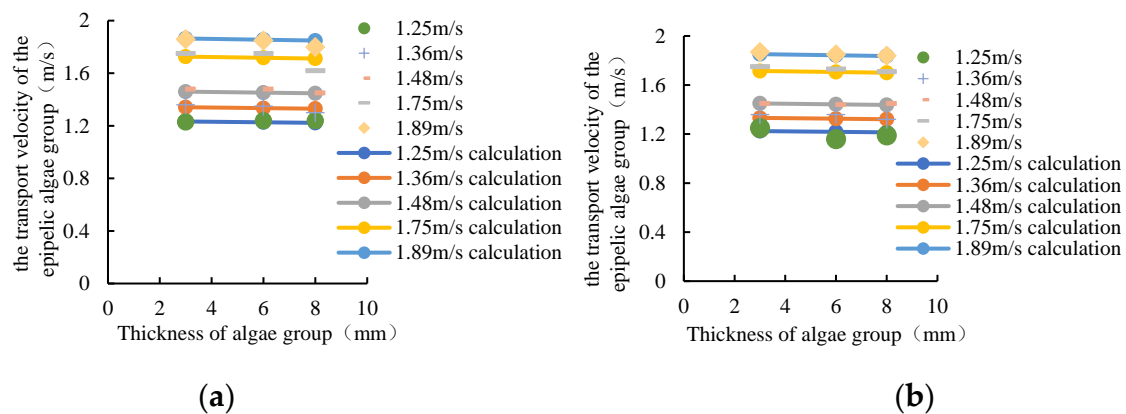 the transport velocity of the
epipelic algae group（m/s）
2
1.6
1.2
0.8
0.4
0
0 2 4 6 8 10
Thickness of algae group（mm）
1.25m/s
1.36m/s
1.48m/s
1.75m/s
1.89m/s
1.25m/s calculation
1.36m/s calculation
1.48m/s calculation
1.75m/s calculation
1.89m/s calculation
(a)
the transport velocity of the
epipelic algae group（m/s）
2
1.6
1.2
0.8
0.4
0
0 2 4 6 8 10
Thickness of algae group（mm）
1.25m/s
1.36m/s
1.48m/s
1.75m/s
1.89m/s
1.25m/s calculation
1.36m/s calculation
1.48m/s calculation
1.75m/s calculation
1.89m/s calculation
(b)